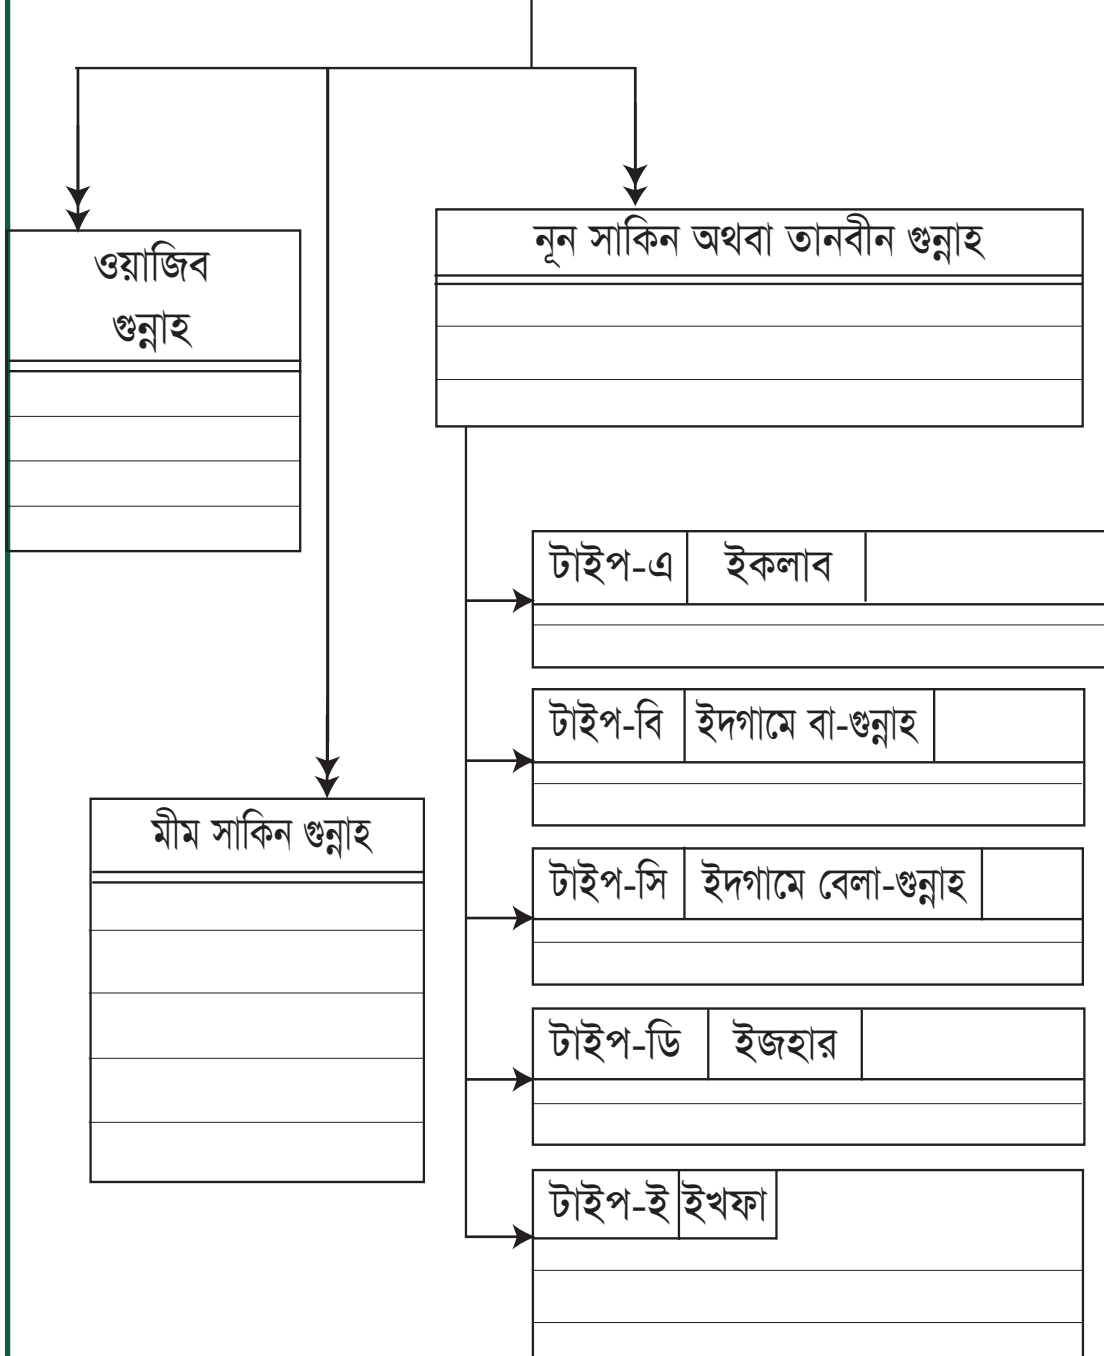 নূন সাকিন অথবা তানবীন গুন্নাহ
ওয়াজিব
গুন্নাহ
টাইপ-এ ইকলাব
টাইপ-বি ইদগামে বা-গুন্নাহ
মীম সাকিন গুন্নাহ
টাইপ-সি ইদগামে বেলা-গুন্নাহ
টাইপ-ডি ইজহার
টাইপ-ই ইখফা